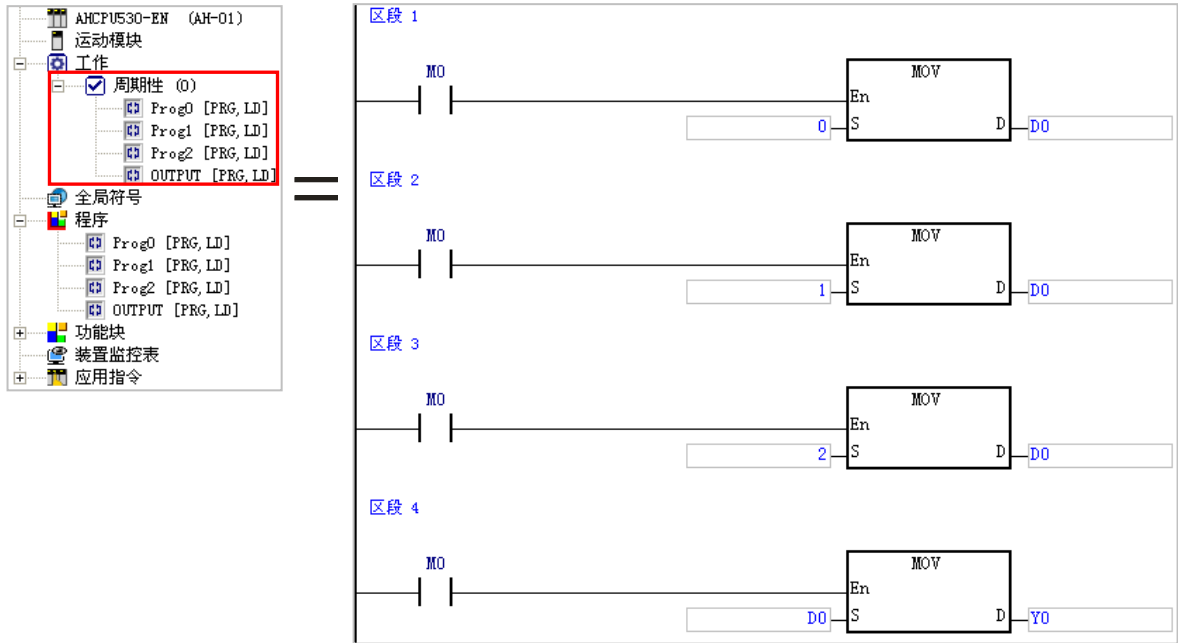 AHCPU530-EN (AH-01)
运动模块
工作
周期性 (0)
Prog0 [PRG,LD]
Prog1 [PRG,LD]
Prog2 [PRG,LD]
OUTPUT [PRG,LD]
全局符号
程序
Prog0 [PRG,LD]
Prog1 [PRG,LD]
Prog2 [PRG,LD]
OUTPUT [PRG,LD]
功能块
装置监控表
应用指令
=
区段 1
M0
MOV
En
0 S D D0
区段 2
M0
MOV
En
1 S D D0
区段 3
M0
MOV
En
2 S D D0
区段 4
M0
MOV
En
D0 S D Y0